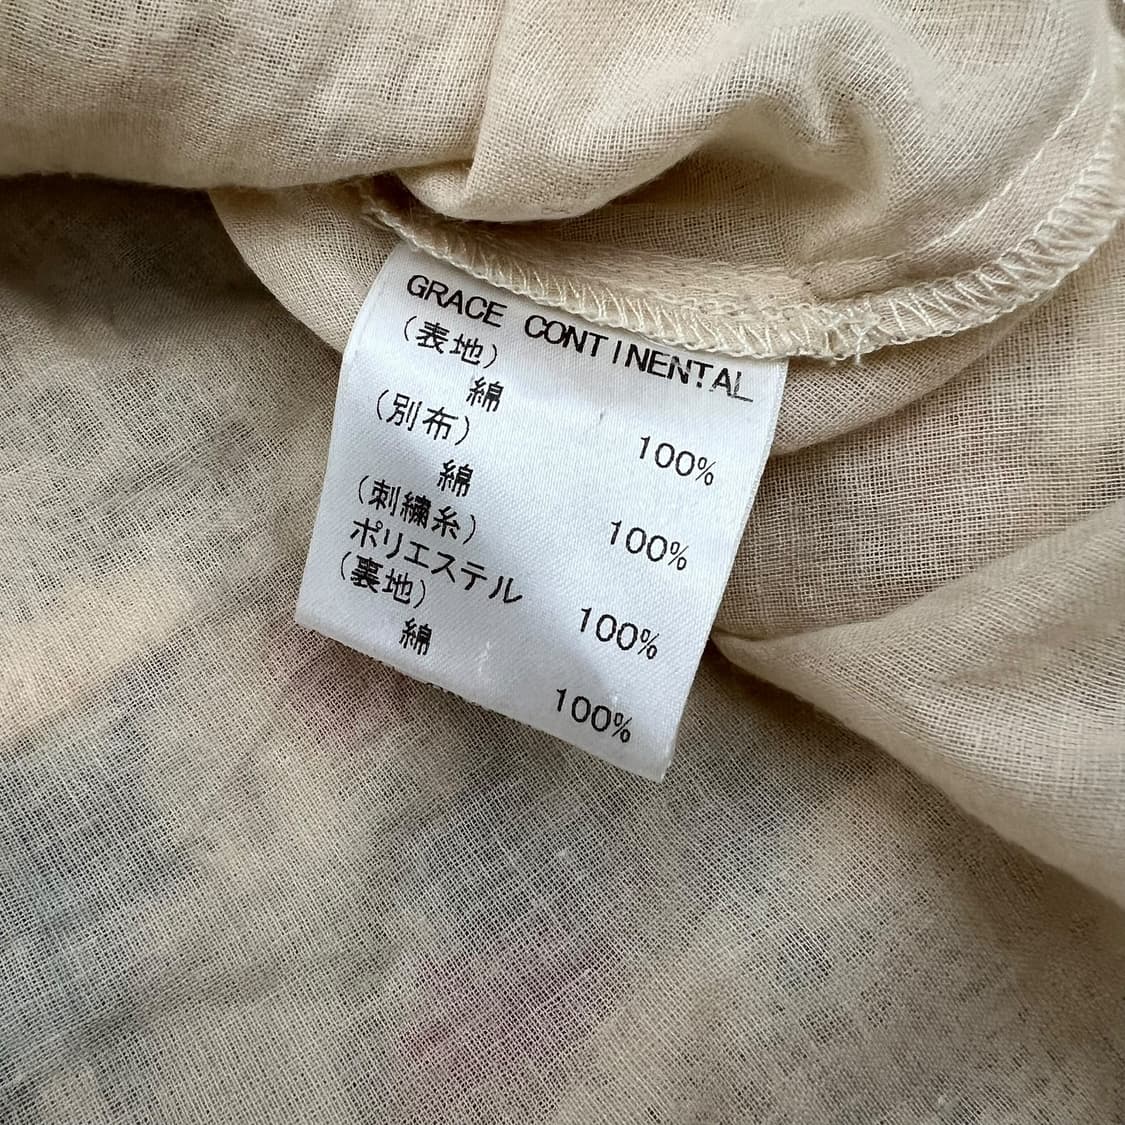 GRACE CONTINENTAL
(表地)
綿 100%
(別布)
綿 100%
(刺繍糸)
ポリエステル 100%
(裏地)
綿 100%